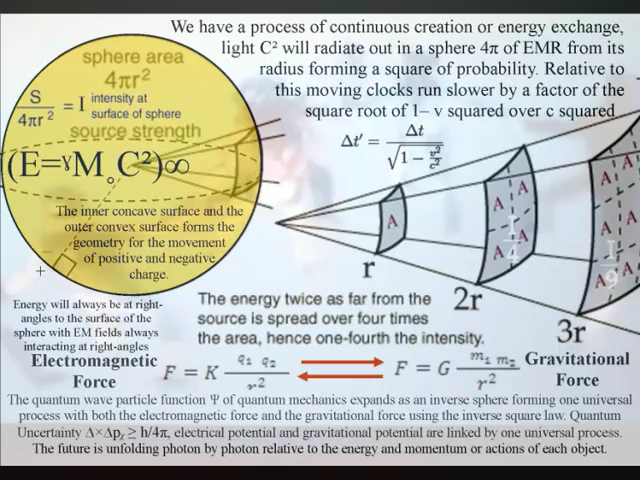 We have a process of continuous creation or energy exchange,
light C² will radiate out in a sphere 4π of EMR from its
radius forming a square of probability. Relative to
this moving clocks run slower by a factor of the
square root of 1– v squared over c squared
Δt′ = Δt / √(1 − v²/c²)
sphere area
4πr²
S / 4πr² = I intensity at
surface of sphere
source strength
(E=ᵞM˳C²)∞
The inner concave surface and the
outer convex surface forms the
geometry for the movement
of positive and negative
charge.
+
A
A A
1/4
A A
A A
1/9
A A
r
2r
3r
Energy will always be at right-
angles to the surface of the
sphere with EM fields always
interacting at right-angles
The energy twice as far from the
source is spread over four times
the area, hence one-fourth the intensity.
Electromagnetic
Force
F = K q₁ q₂ / r²
F = G m₁ m₂ / r²
Gravitational
Force
The quantum wave particle function Ψ of quantum mechanics expands as an inverse sphere forming one universal
process with both the electromagnetic force and the gravitational force using the inverse square law. Quantum
Uncertainty Δ×Δpᵪ ≥ h/4π, electrical potential and gravitational potential are linked by one universal process.
The future is unfolding photon by photon relative to the energy and momentum or actions of each object.